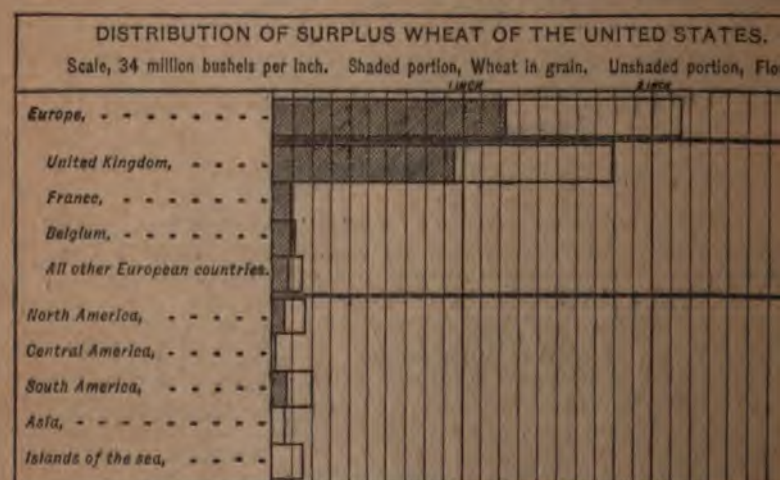 DISTRIBUTION OF SURPLUS WHEAT OF THE UNITED STATES.
Scale, 34 million bushels per inch. Shaded portion, Wheat in grain. Unshaded portion, Flo
1 INCH 2 INCH
Europe,
United Kingdom,
France,
Belgium,
All other European countries.
North America,
Central America,
South America,
Asia,
Islands of the sea,